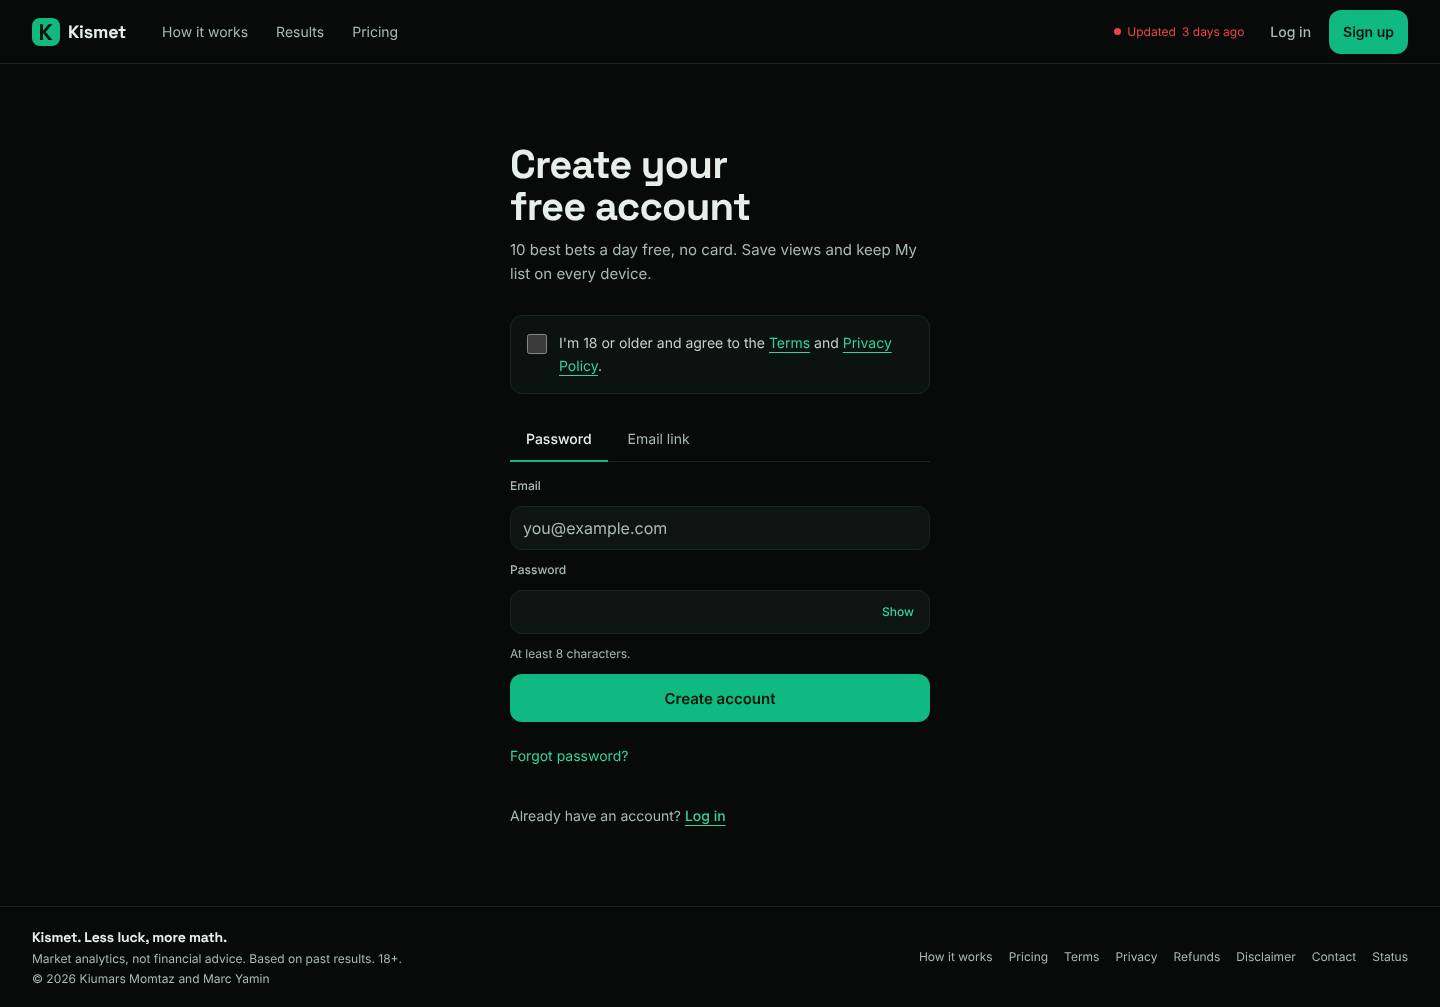 K Kismet How it works Results Pricing Updated 3 days ago Log in Sign up
Create your
free account
10 best bets a day free, no card. Save views and keep My
list on every device.
I'm 18 or older and agree to the Terms and Privacy
Policy.
Password Email link
Email
you@example.com
Password
Show
At least 8 characters.
Create account
Forgot password?
Already have an account? Log in
Kismet. Less luck, more math.
Market analytics, not financial advice. Based on past results. 18+.
© 2026 Kiumars Momtaz and Marc Yamin
How it works Pricing Terms Privacy Refunds Disclaimer Contact Status